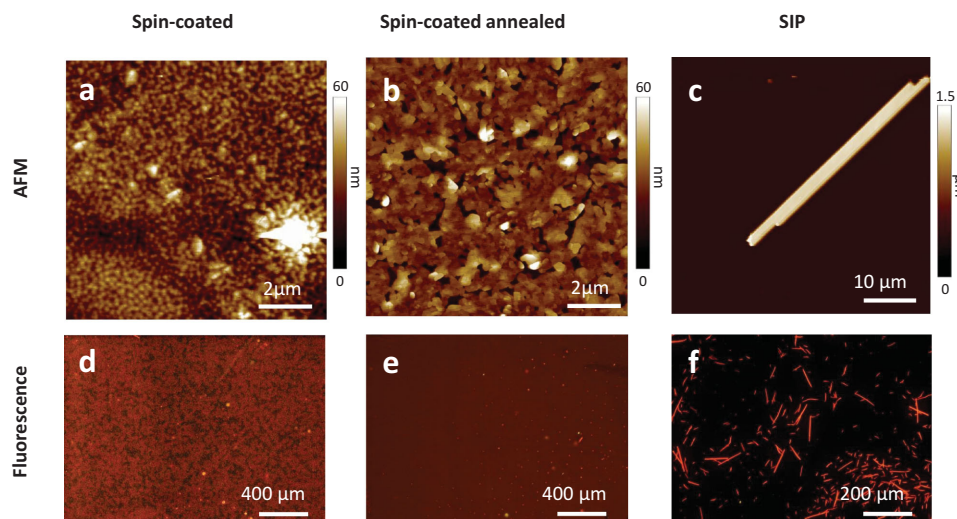 Spin-coated Spin-coated annealed SIP
AFM
a
60
nm
0
2μm
b
60
nm
0
2μm
c
1.5
0
10 μm
Fluorescence
d
400 μm
e
400 μm
f
200 μm